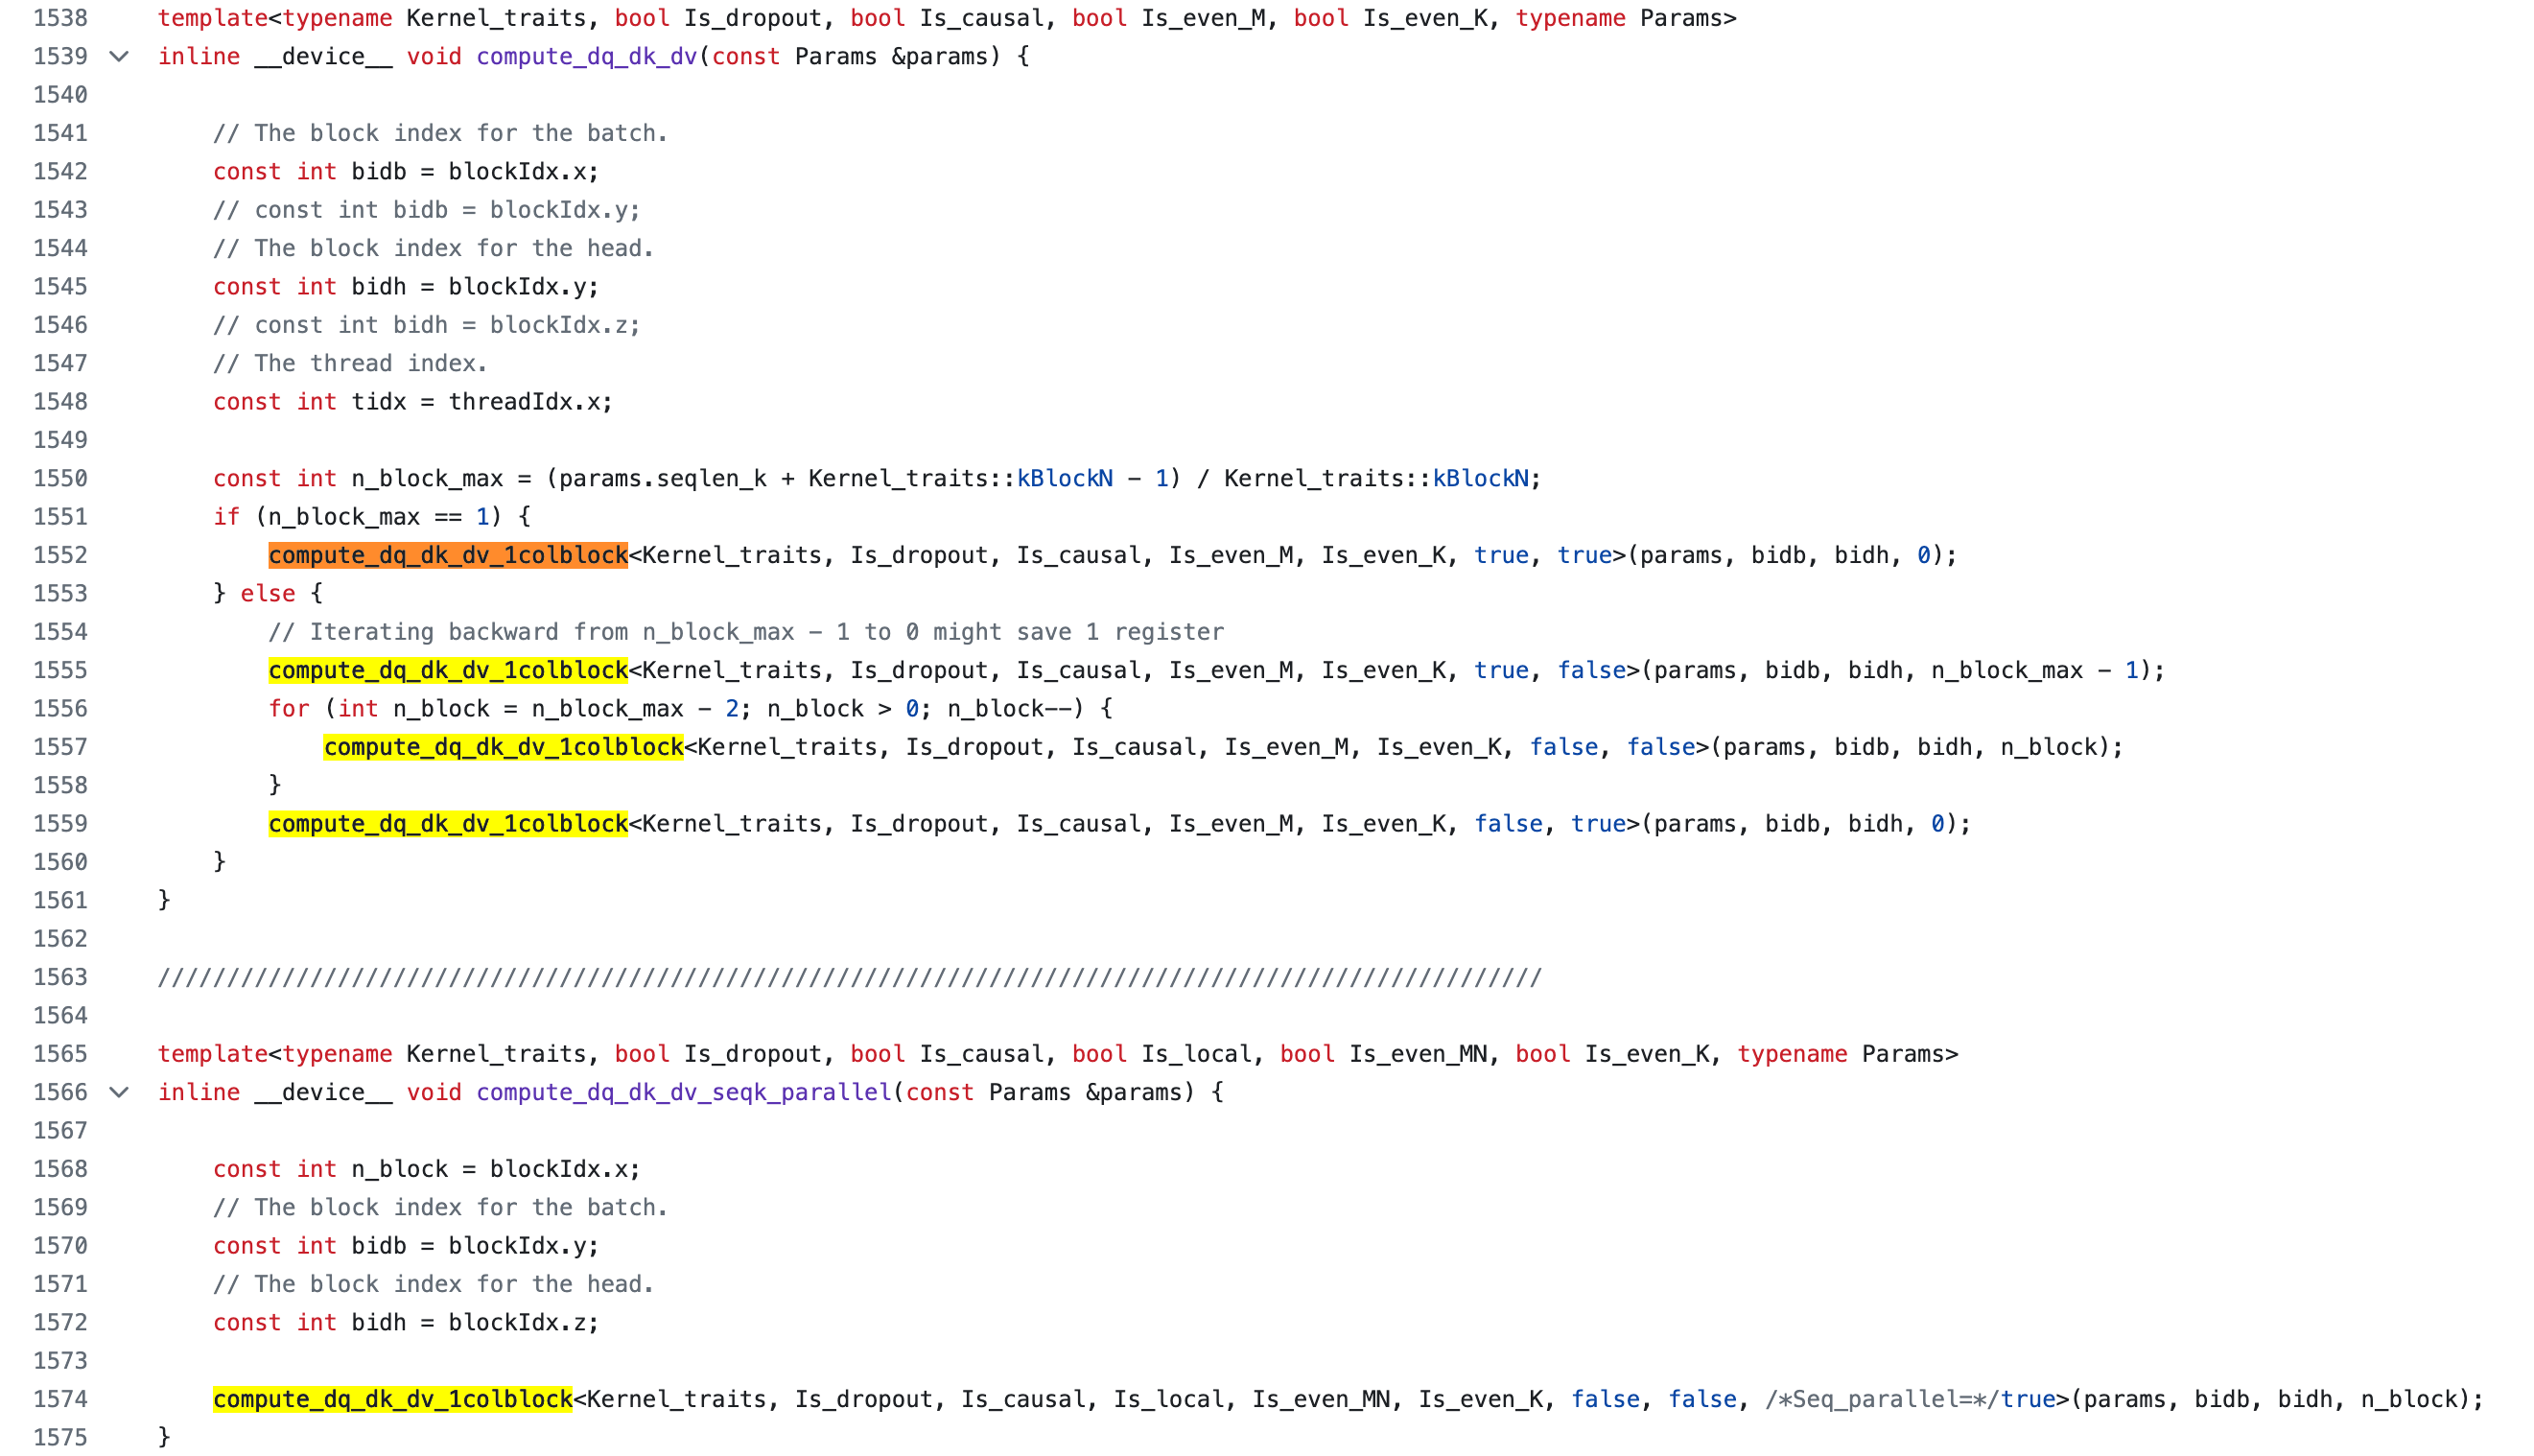 1538 template<typename Kernel_traits, bool Is_dropout, bool Is_causal, bool Is_even_M, bool Is_even_K, typename Params>
1539 inline __device__ void compute_dq_dk_dv(const Params &params) {
1540
1541     // The block index for the batch.
1542     const int bidb = blockIdx.x;
1543     // const int bidb = blockIdx.y;
1544     // The block index for the head.
1545     const int bidh = blockIdx.y;
1546     // const int bidh = blockIdx.z;
1547     // The thread index.
1548     const int tidx = threadIdx.x;
1549
1550     const int n_block_max = (params.seqlen_k + Kernel_traits::kBlockN - 1) / Kernel_traits::kBlockN;
1551     if (n_block_max == 1) {
1552         compute_dq_dk_dv_1colblock<Kernel_traits, Is_dropout, Is_causal, Is_even_M, Is_even_K, true, true>(params, bidb, bidh, 0);
1553     } else {
1554         // Iterating backward from n_block_max - 1 to 0 might save 1 register
1555         compute_dq_dk_dv_1colblock<Kernel_traits, Is_dropout, Is_causal, Is_even_M, Is_even_K, true, false>(params, bidb, bidh, n_block_max - 1);
1556         for (int n_block = n_block_max - 2; n_block > 0; n_block--) {
1557             compute_dq_dk_dv_1colblock<Kernel_traits, Is_dropout, Is_causal, Is_even_M, Is_even_K, false, false>(params, bidb, bidh, n_block);
1558         }
1559         compute_dq_dk_dv_1colblock<Kernel_traits, Is_dropout, Is_causal, Is_even_M, Is_even_K, false, true>(params, bidb, bidh, 0);
1560     }
1561 }
1562
1563 ////////////////////////////////////////////////////////////////////////////////////////////////////
1564
1565 template<typename Kernel_traits, bool Is_dropout, bool Is_causal, bool Is_local, bool Is_even_MN, bool Is_even_K, typename Params>
1566 inline __device__ void compute_dq_dk_dv_seqk_parallel(const Params &params) {
1567
1568     const int n_block = blockIdx.x;
1569     // The block index for the batch.
1570     const int bidb = blockIdx.y;
1571     // The block index for the head.
1572     const int bidh = blockIdx.z;
1573
1574     compute_dq_dk_dv_1colblock<Kernel_traits, Is_dropout, Is_causal, Is_local, Is_even_MN, Is_even_K, false, false, /*Seq_parallel=*/true>(params, bidb, bidh, n_block);
1575 }